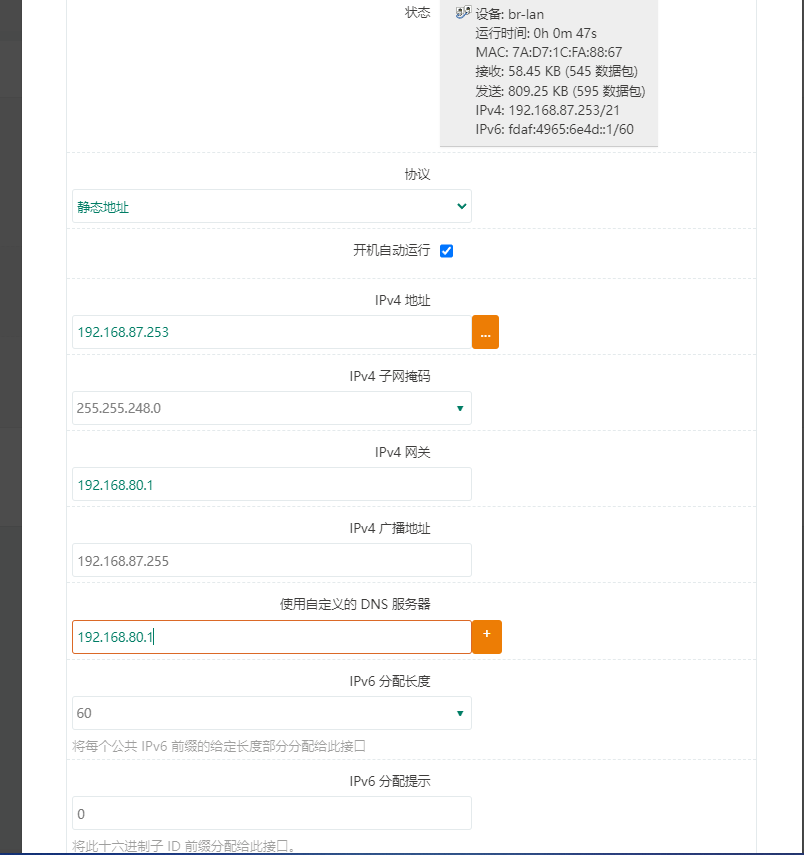 状态
设备: br-lan
运行时间: 0h 0m 47s
MAC: 7A:D7:1C:FA:88:67
接收: 58.45 KB (545 数据包)
发送: 809.25 KB (595 数据包)
IPv4: 192.168.87.253/21
IPv6: fdaf:4965:6e4d::1/60
协议
静态地址
开机自动运行
IPv4 地址
192.168.87.253
...
IPv4 子网掩码
255.255.248.0
IPv4 网关
192.168.80.1
IPv4 广播地址
192.168.87.255
使用自定义的 DNS 服务器
192.168.80.1
+
IPv6 分配长度
60
将每个公共 IPv6 前缀的给定长度部分分配给此接口
IPv6 分配提示
0
将此十六进制子 ID 前缀分配给此接口。